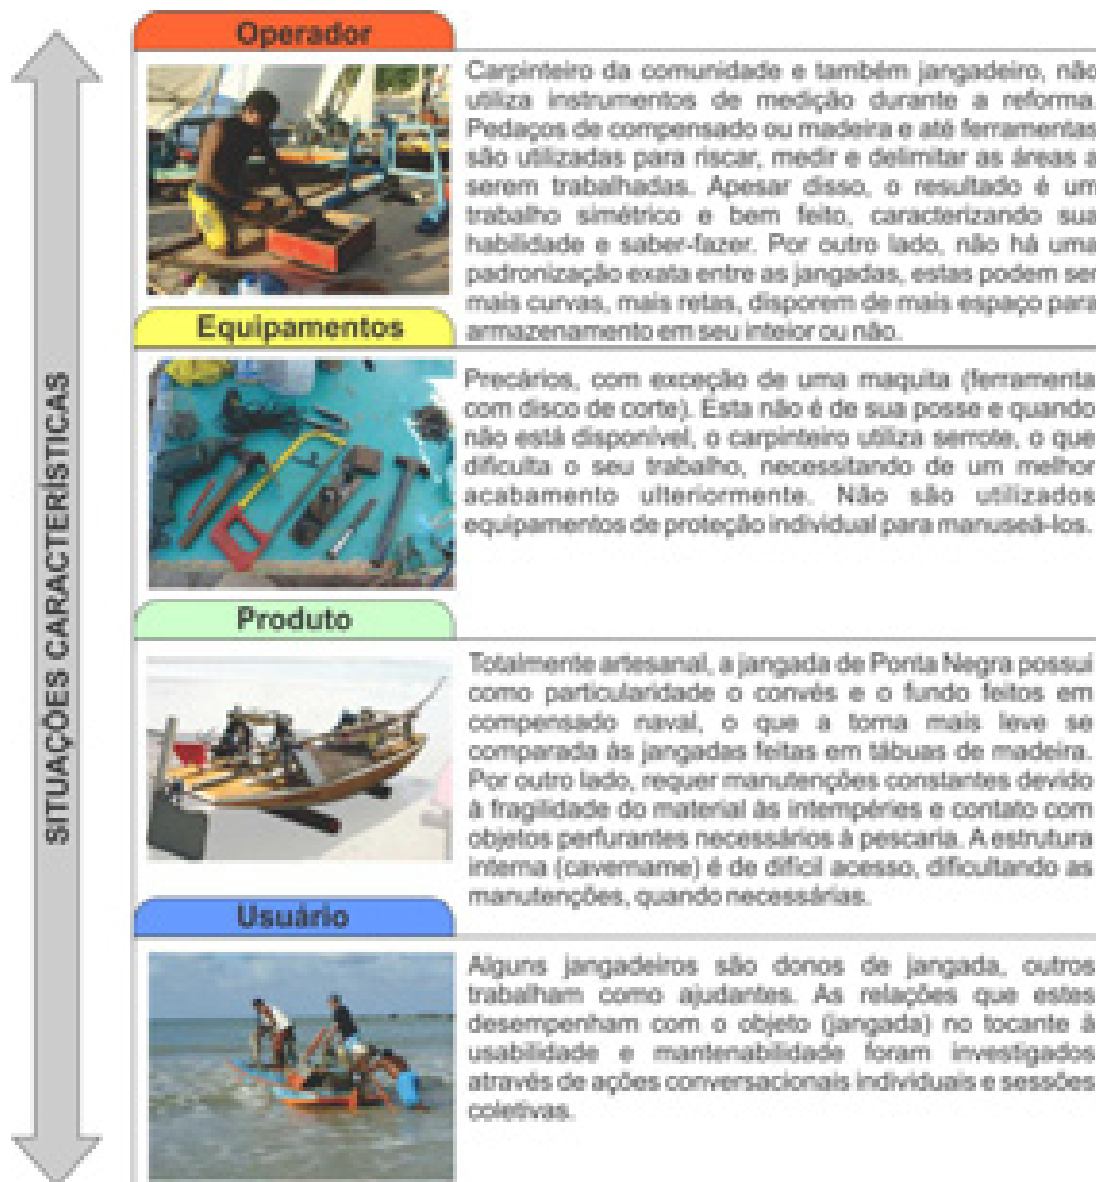 SITUAÇÕES CARACTERÍSTICAS
Operador
Carpinteiro da comunidade e também jangadeiro, não
utiliza instrumentos de medição durante a reforma.
Pedaços de compensado ou madeira e até ferramentas
são utilizadas para riscar, medir e delimitar as áreas a
serem trabalhadas. Apesar disso, o resultado é um
trabalho simétrico e bem feito, caracterizando sua
habilidade e saber-fazer. Por outro lado, não há uma
padronização exata entre as jangadas, estas podem ser
mais curvas, mais retas, disporem de mais espaço para
armazenamento em seu inteior ou não.
Equipamentos
Precários, com exceção de uma maquita (ferramenta
com disco de corte). Esta não é de sua posse e quando
não está disponível, o carpinteiro utiliza serrote, o que
dificulta o seu trabalho, necessitando de um melhor
acabamento ulteriormente. Não são utilizados
equipamentos de proteção individual para manuseá-los.
Produto
Totalmente artesanal, a jangada de Ponta Negra possui
como particularidade o convés e o fundo feitos em
compensado naval, o que a torna mais leve se
comparada às jangadas feitas em tábuas de madeira.
Por outro lado, requer manutenções constantes devido
à fragilidade do material às intempéries e contato com
objetos perfurantes necessários à pescaria. A estrutura
interna (cavername) é de difícil acesso, dificultando as
manutenções, quando necessárias.
Usuário
Alguns jangadeiros são donos de jangada, outros
trabalham como ajudantes. As relações que estes
desempenham com o objeto (jangada) no tocante à
usabilidade e mantenabilidade foram investigados
através de ações conversacionais individuais e sessões
coletivas.